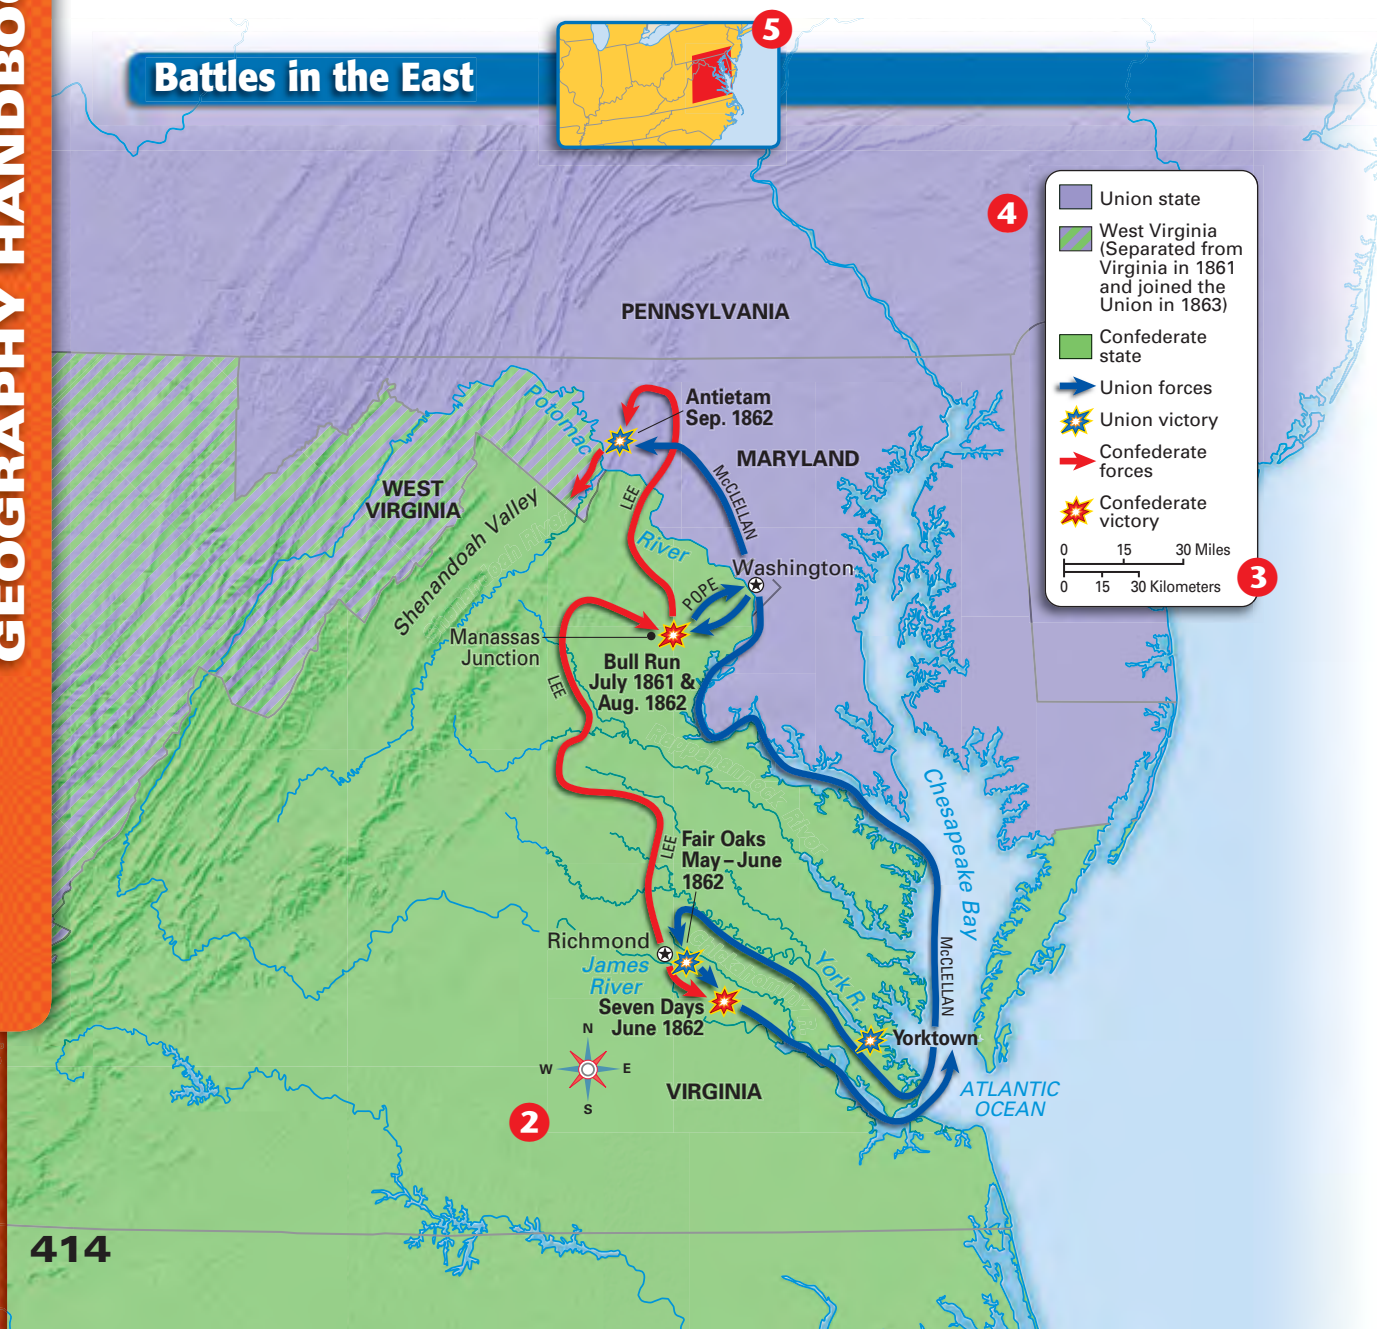 GEOGRAPHY HANDBOO
Battles in the East
5
4
Union state
West Virginia
(Separated from
Virginia in 1861
and joined the
Union in 1863)
Confederate
state
Union forces
Union victory
Confederate
forces
Confederate
victory
0 15 30 Miles
0 15 30 Kilometers
3
PENNSYLVANIA
Potomac
Antietam
Sep. 1862
MARYLAND
McCLELLAN
WEST
VIRGINIA
Shenandoah Valley
LEE
River
Washington
POPE
Manassas
Junction
Bull Run
July 1861 &
Aug. 1862
LEE
Rappahannock River
Chesapeake Bay
Fair Oaks
May–June
1862
LEE
Richmond
James
River
York R.
McCLELLAN
Seven Days
June 1862
Yorktown
N
W E
S
VIRGINIA
ATLANTIC
OCEAN
2
414